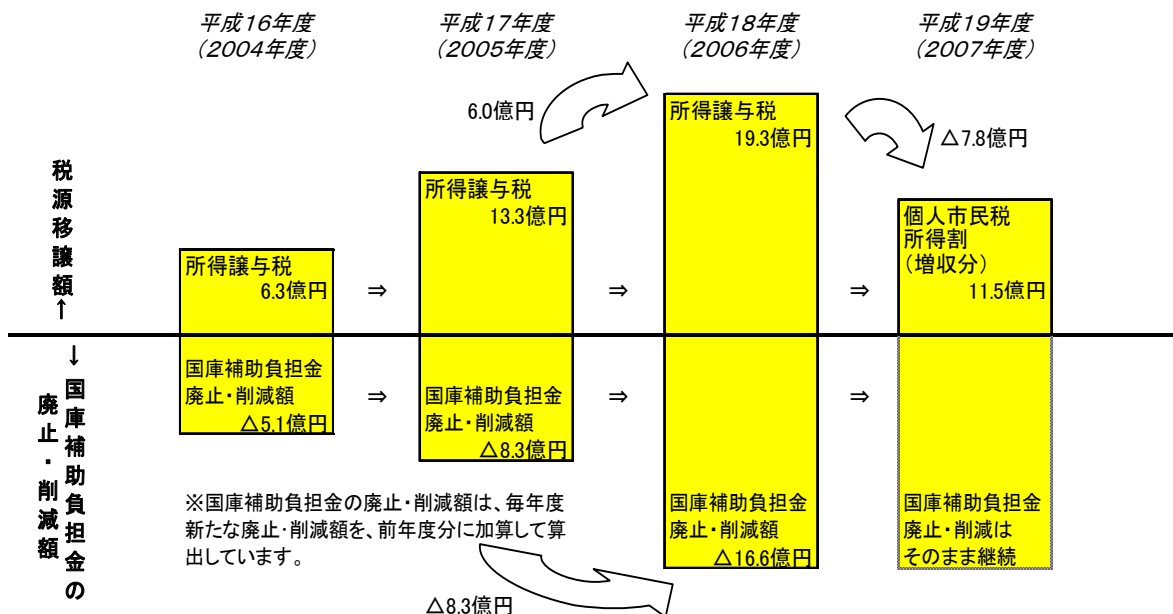 平成16年度
（2004年度）
平成17年度
（2005年度）
平成18年度
（2006年度）
平成19年度
（2007年度）
税源移譲額↑
↓国庫補助負担金の
廃止・削減額
所得譲与税
6.3億円
⇒
所得譲与税
13.3億円
⇒
6.0億円
所得譲与税
19.3億円
⇒
△7.8億円
個人市民税
所得割
（増収分）
11.5億円
国庫補助負担金
廃止・削減額
△5.1億円
⇒
国庫補助負担金
廃止・削減額
△8.3億円
⇒
国庫補助負担金
廃止・削減額
△16.6億円
⇒
国庫補助負担金
廃止・削減は
そのまま継続
※国庫補助負担金の廃止・削減額は、毎年度
新たな廃止・削減額を、前年度分に加算して算
出しています。
△8.3億円